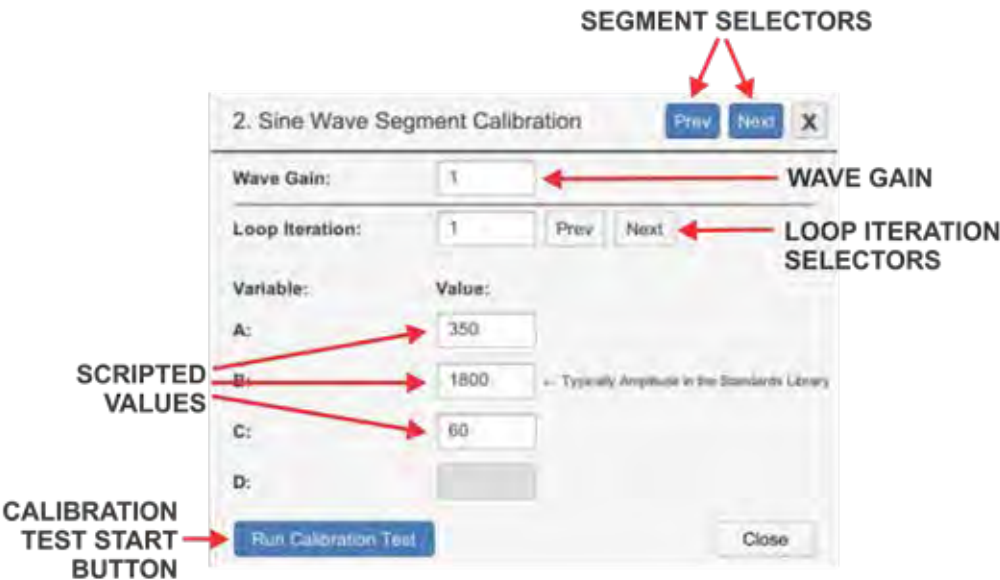 SEGMENT SELECTORS
2. Sine Wave Segment Calibration Prev Next X
Wave Gain: 1 WAVE GAIN
Loop Iteration: 1 Prev Next LOOP ITERATION
SELECTORS
Variable: Value:
A: 350
SCRIPTED
VALUES
B: 1800 ← Typically Amplitude in the Standards Library
C: 60
D:
CALIBRATION
TEST START
BUTTON
Run Calibration Test Close